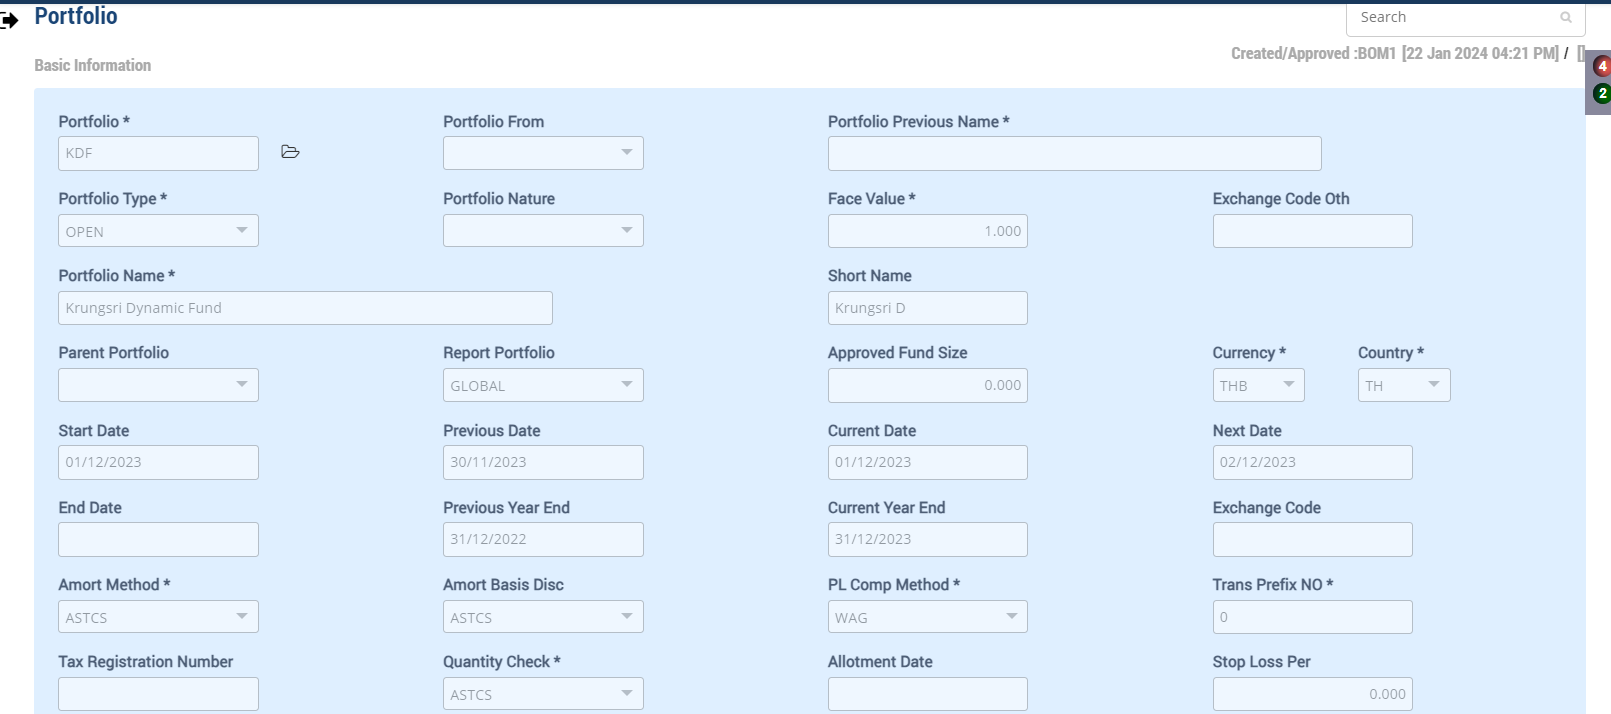 Portfolio
Search
Created/Approved :BOM1 [22 Jan 2024 04:21 PM] / [
Basic Information
4
2
Portfolio * Portfolio From Portfolio Previous Name *
KDF
Portfolio Type * Portfolio Nature Face Value * Exchange Code Oth
OPEN 1.000
Portfolio Name * Short Name
Krungsri Dynamic Fund Krungsri D
Parent Portfolio Report Portfolio Approved Fund Size Currency * Country *
GLOBAL 0.000 THB TH
Start Date Previous Date Current Date Next Date
01/12/2023 30/11/2023 01/12/2023 02/12/2023
End Date Previous Year End Current Year End Exchange Code
31/12/2022 31/12/2023
Amort Method * Amort Basis Disc PL Comp Method * Trans Prefix NO *
ASTCS ASTCS WAG 0
Tax Registration Number Quantity Check * Allotment Date Stop Loss Per
ASTCS 0.000